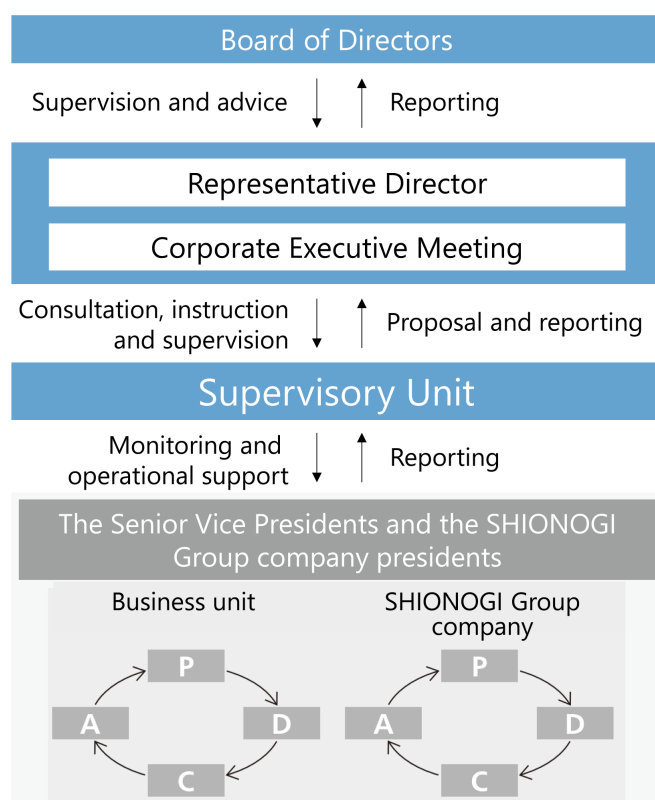 Board of Directors
Supervision and advice
Reporting
Representative Director
Corporate Executive Meeting
Consultation, instruction
and supervision
Proposal and reporting
Supervisory Unit
Monitoring and
operational support
Reporting
The Senior Vice Presidents and the SHIONOGI
Group company presidents
Business unit
P
A
D
C
SHIONOGI Group
company
P
A
D
C